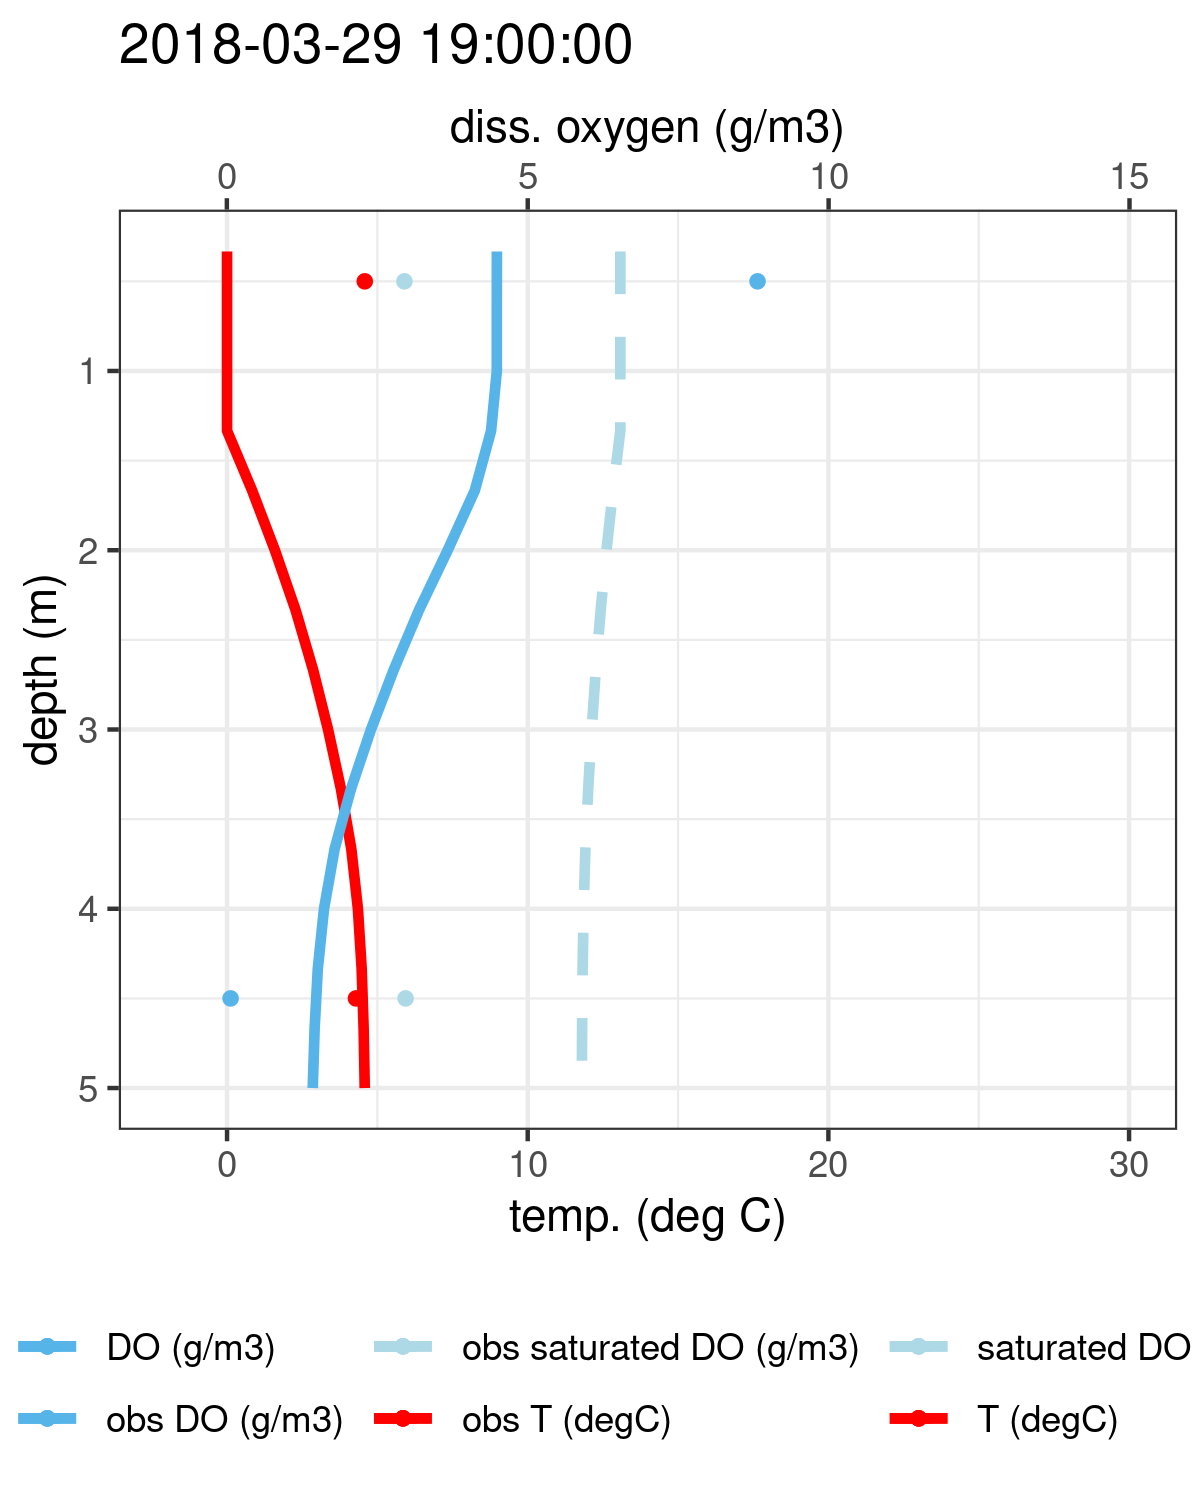 2018-03-29 19:00:00
diss. oxygen (g/m3)
0 5 10 15
1
2
3
4
5
depth (m)
0 10 20 30
temp. (deg C)
DO (g/m3) obs saturated DO (g/m3) saturated DO
obs DO (g/m3) obs T (degC) T (degC)